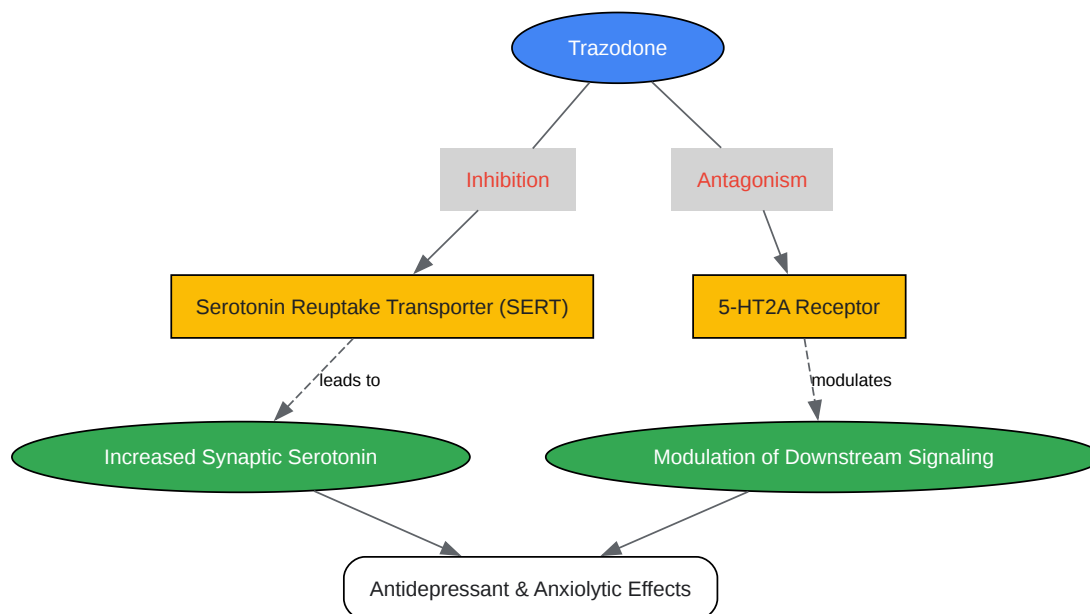 Trazodone
Inhibition
Antagonism
Serotonin Reuptake Transporter (SERT)
5-HT2A Receptor
leads to
modulates
Increased Synaptic Serotonin
Modulation of Downstream Signaling
Antidepressant & Anxiolytic Effects